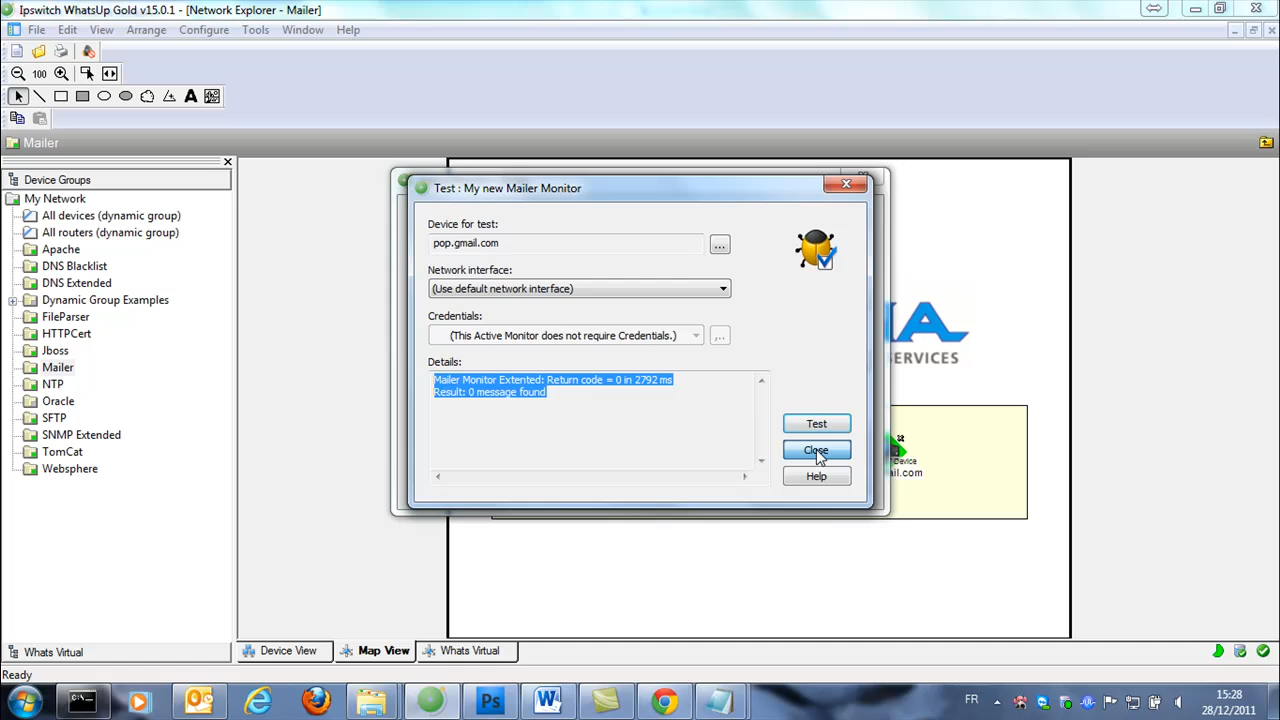 Ipswitch WhatsUp Gold v15.0.1 - [Network Explorer - Mailer]
File Edit View Arrange Configure Tools Window Help
100
A
Mailer
Device Groups
My Network
All devices (dynamic group)
All routers (dynamic group)
Apache
DNS Blacklist
DNS Extended
Dynamic Group Examples
FileParser
HTTPCert
Jboss
Mailer
NTP
Oracle
SFTP
SNMP Extended
TomCat
Websphere
Whats Virtual
Test : My new Mailer Monitor
Device for test:
pop.gmail.com
...
Network interface:
(Use default network interface)
Credentials:
(This Active Monitor does not require Credentials.)
...
Details:
Mailer Monitor Extented: Return code = 0 in 2792 ms
Result: 0 message found
Test
Close
Help
SERVICES
Device
ail.com
Device View Map View Whats Virtual
Ready
FR
15:28
28/12/2011